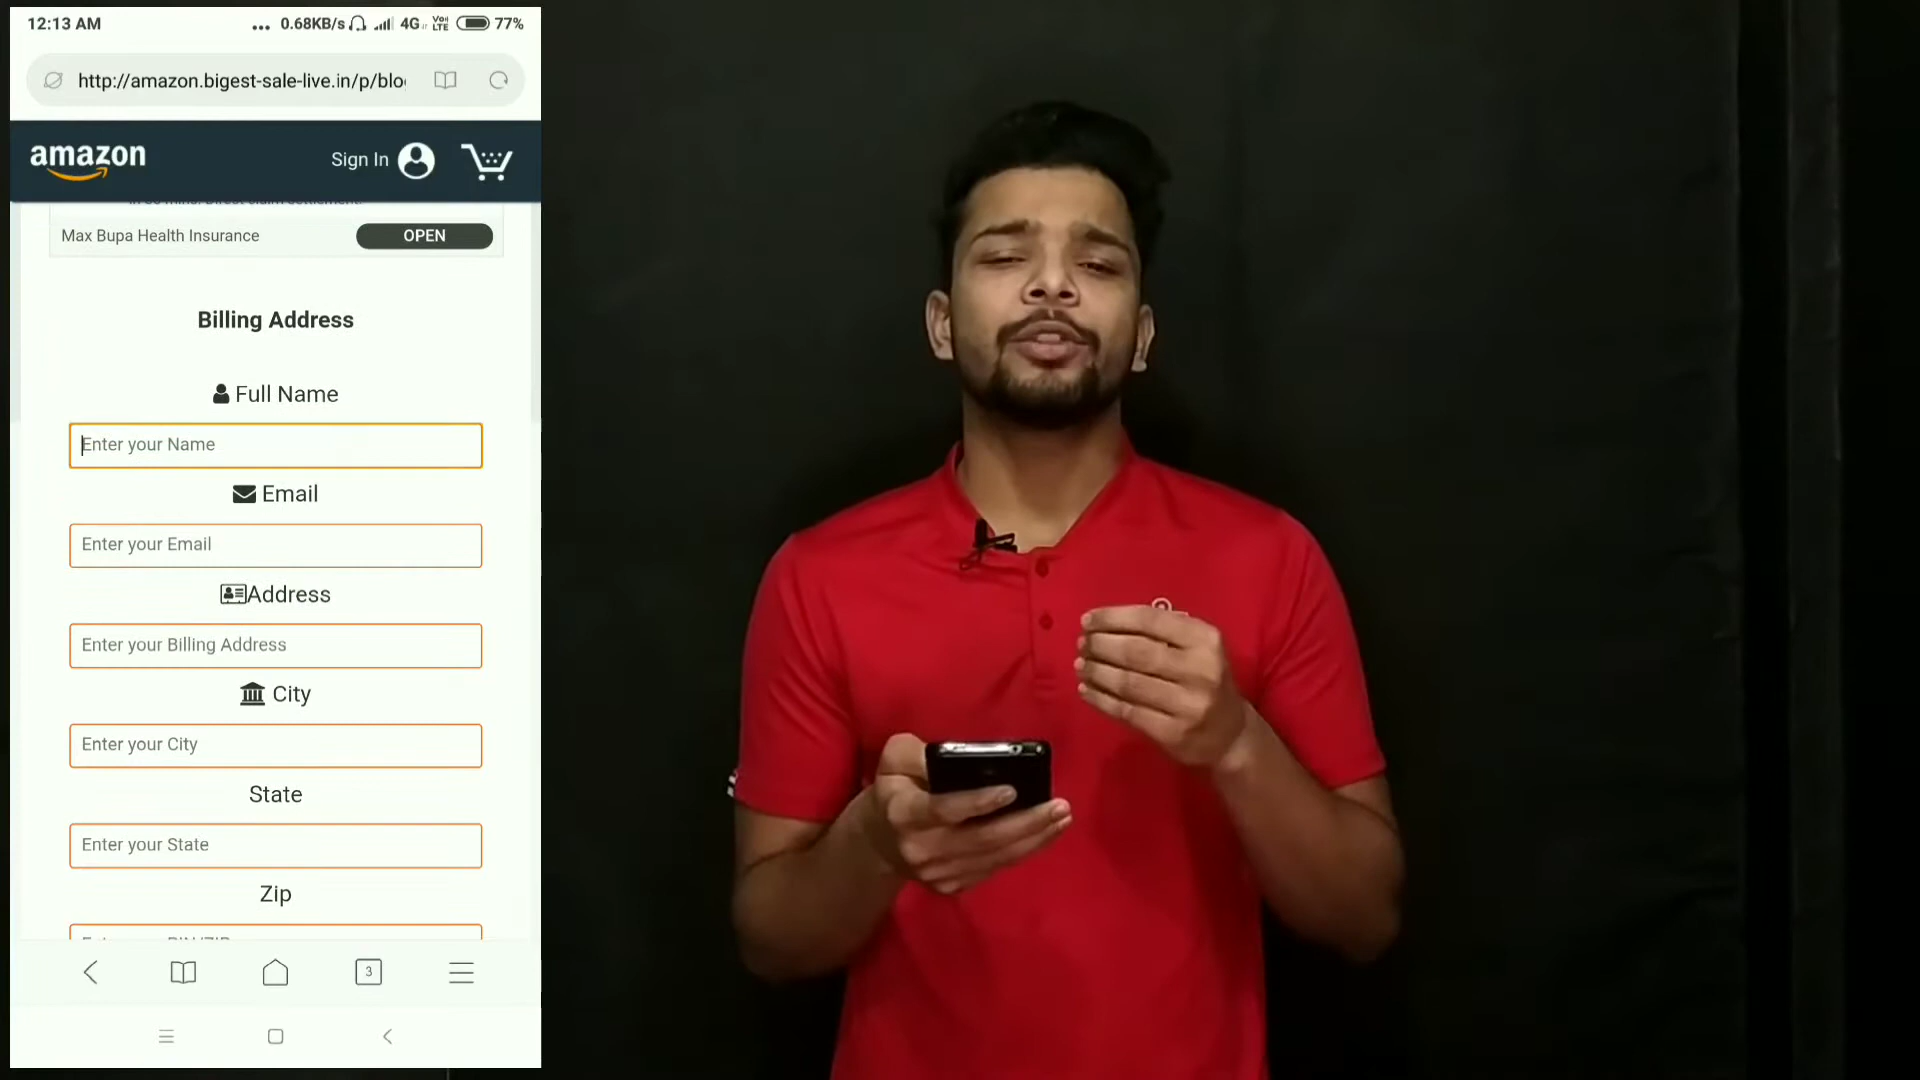 12:13 AM ... 0.68KB/s 4G Vo LTE 77%
http://amazon.bigest-sale-live.in/p/blo
amazon Sign In
Max Bupa Health Insurance OPEN
Billing Address
Full Name
Enter your Name
Email
Enter your Email
Address
Enter your Billing Address
City
Enter your City
State
Enter your State
Zip
3